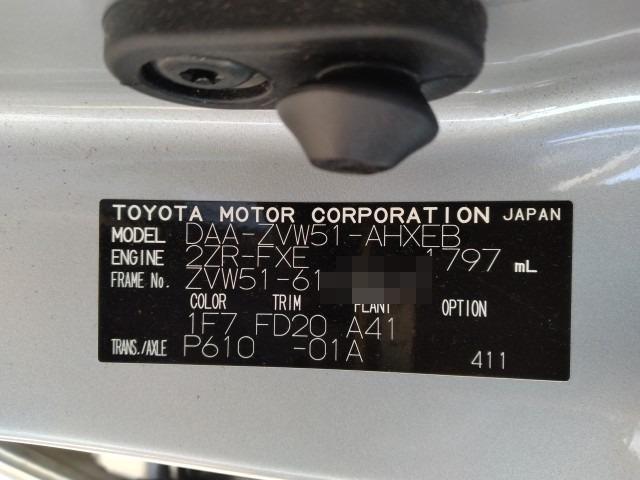 TOYOTA MOTOR CORPORATION JAPAN
MODEL DAA-ZVW51-AHXEB
ENGINE 2ZR-FXE 1797 mL
FRAME No. ZVW51-61
COLOR TRIM PLANT OPTION
1F7 FD20 A41
TRANS./AXLE P610 -01A 411